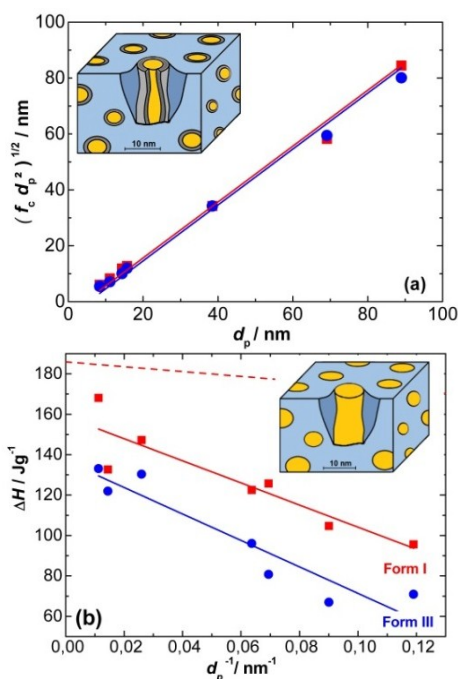 100
80
60
40
20
0
( f_c d_p² )^1/2 / nm
10 nm
(a)
0 20 40 60 80 100
d_p / nm
180
160
140
120
100
80
60
ΔH / Jg⁻¹
10 nm
Form I
Form III
(b)
0,00 0,02 0,04 0,06 0,08 0,10 0,12
d_p⁻¹ / nm⁻¹